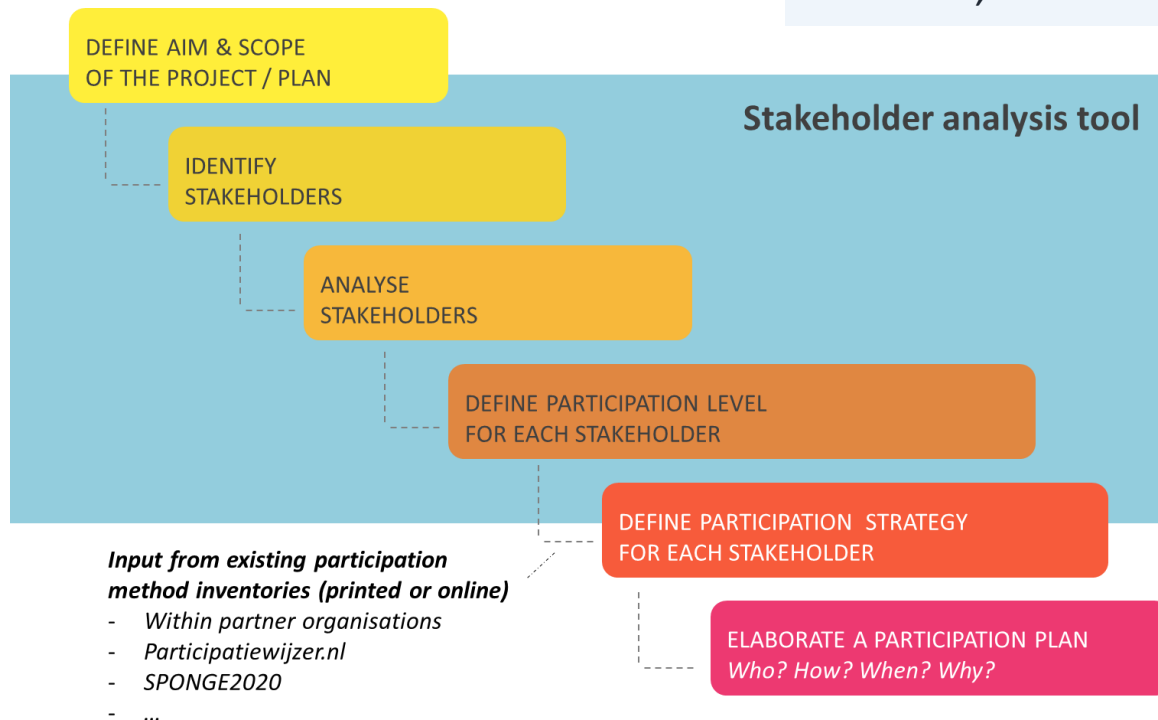 DEFINE AIM & SCOPE
OF THE PROJECT / PLAN
Stakeholder analysis tool
IDENTIFY
STAKEHOLDERS
ANALYSE
STAKEHOLDERS
DEFINE PARTICIPATION LEVEL
FOR EACH STAKEHOLDER
DEFINE PARTICIPATION STRATEGY
FOR EACH STAKEHOLDER
Input from existing participation
method inventories (printed or online)
- Within partner organisations
- Participatiewijzer.nl
- SPONGE2020
- ...
ELABORATE A PARTICIPATION PLAN
Who? How? When? Why?